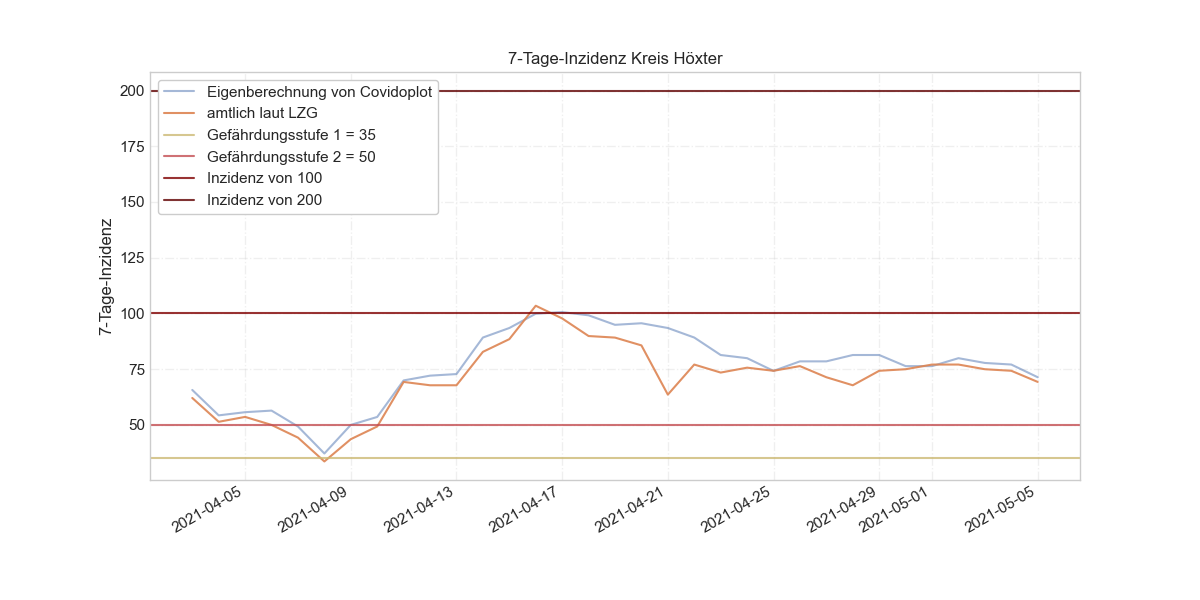 7-Tage-Inzidenz Kreis Höxter
Eigenberechnung von Covidoplot
amtlich laut LZG
Gefährdungsstufe 1 = 35
Gefährdungsstufe 2 = 50
Inzidenz von 100
Inzidenz von 200
7-Tage-Inzidenz
200
175
150
125
100
75
50
2021-04-05
2021-04-09
2021-04-13
2021-04-17
2021-04-21
2021-04-25
2021-04-29
2021-05-01
2021-05-05